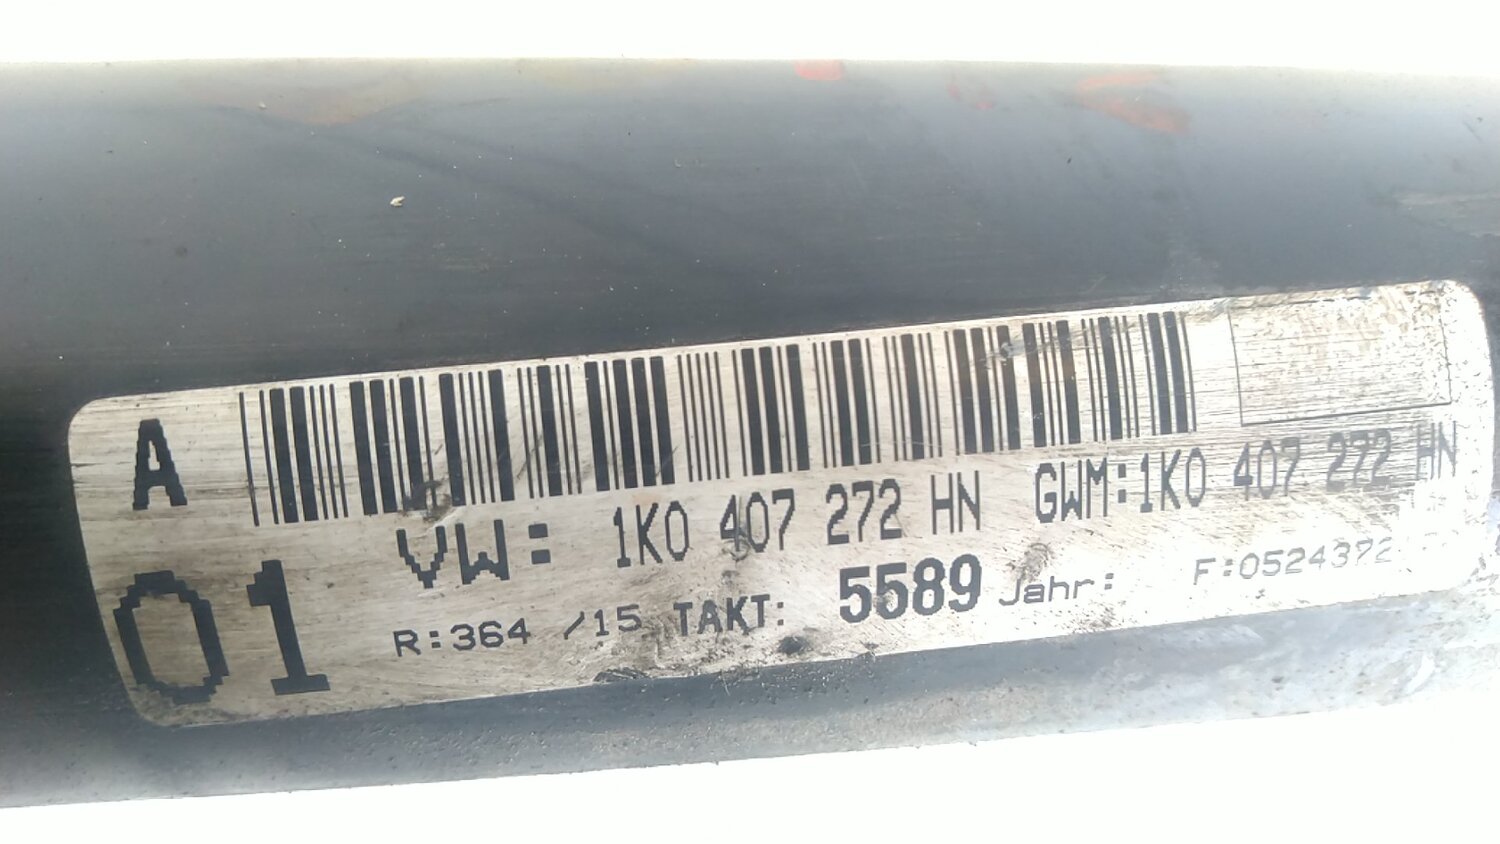 A
VW: 1K0 407 272 HN GWM:1K0 407 272 HN
01
R:364 /15 TAKT: 5589 Jahr: F:0524372